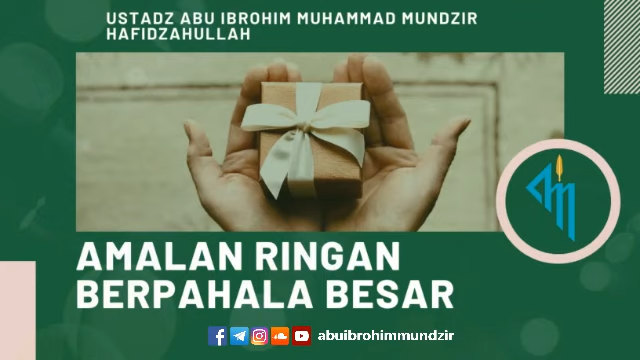 USTADZ ABU IBROHIM MUHAMMAD MUNDZIR
HAFIDZAHULLAH
AMALAN RINGAN
BERPAHALA BESAR
abuibrohimmundzir